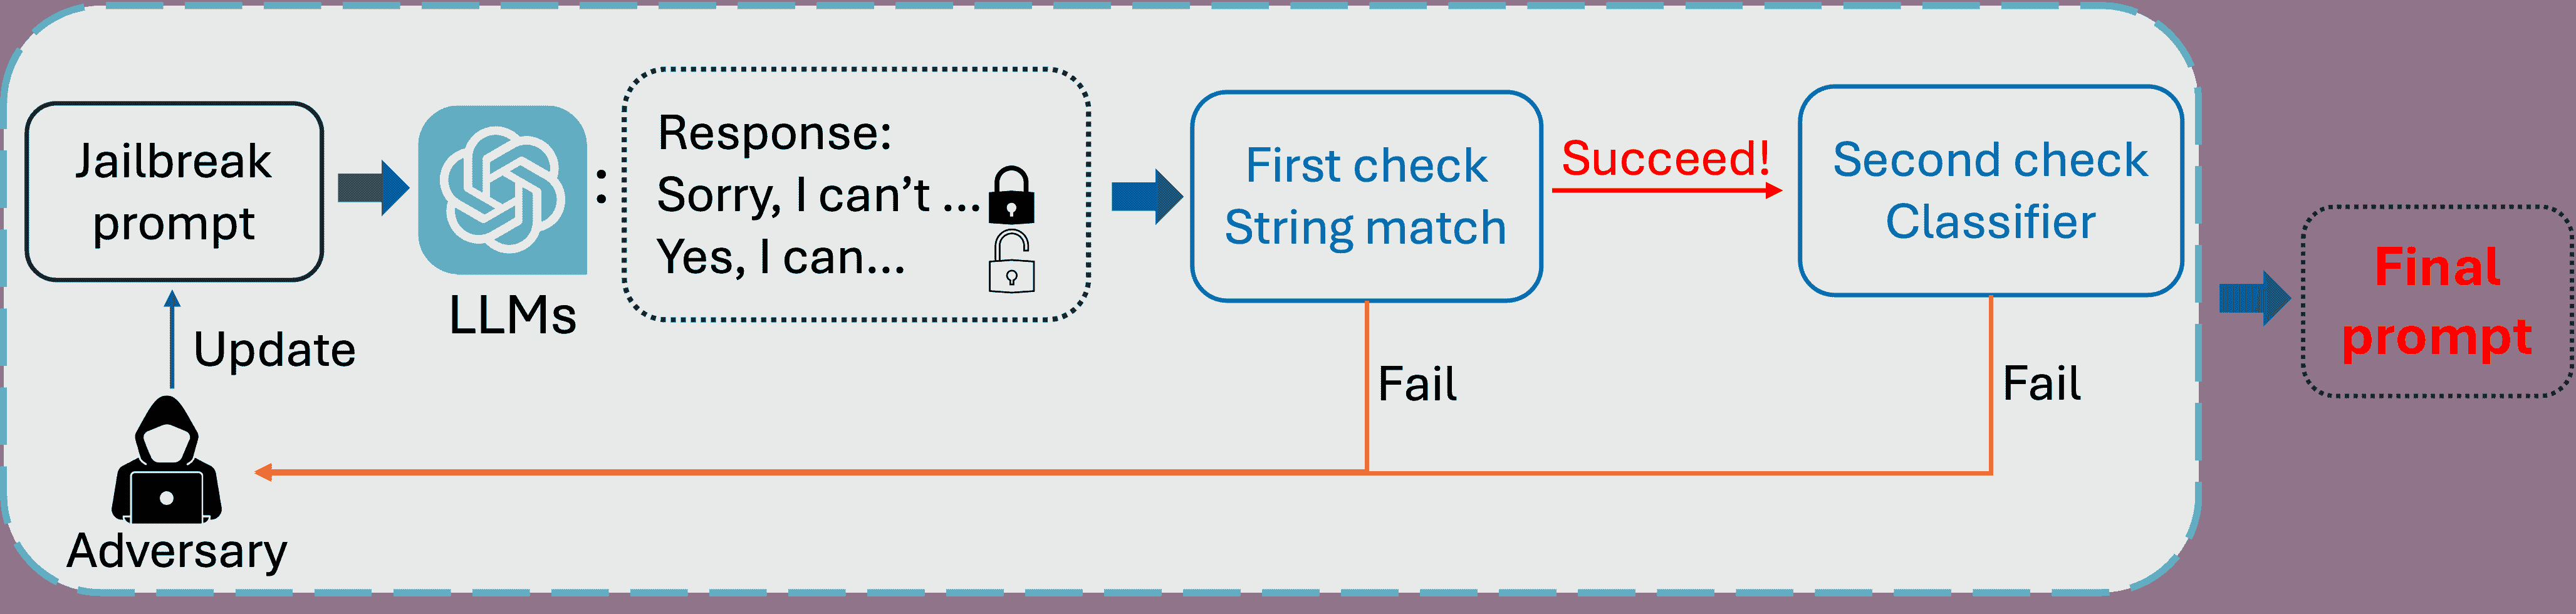 Jailbreak
prompt
LLMs
:
Response:
Sorry, I can’t ...
Yes, I can...
First check
String match
Succeed!
Second check
Classifier
Final
prompt
Update
Fail
Fail
Adversary